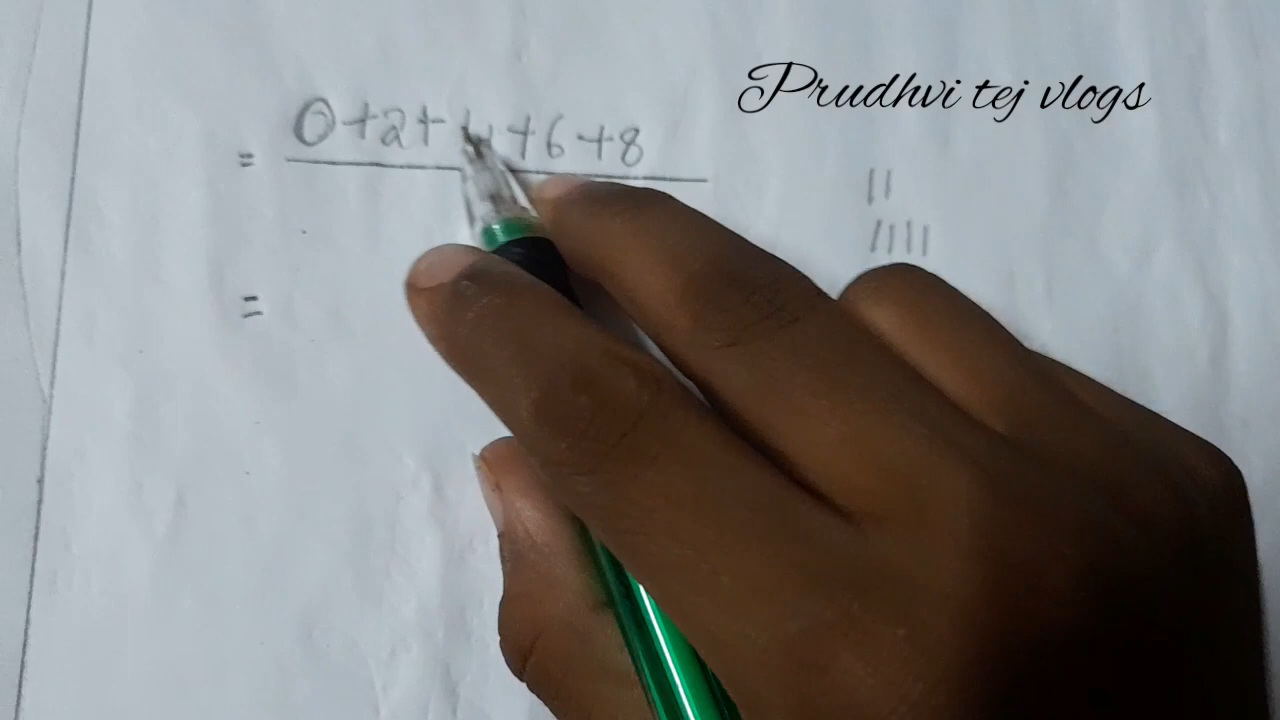 Prudhvi tej vlogs
= 0+2+4+6+8
=